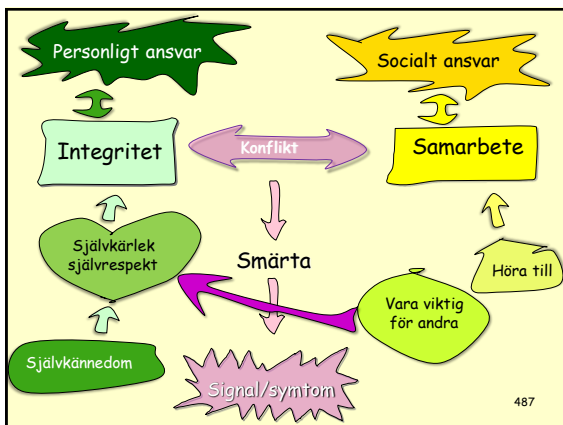 Personligt ansvar
Socialt ansvar
Integritet
Konflikt
Samarbete
Självkärlek
självrespekt
Smärta
Höra till
Vara viktig
för andra
Självkännedom
Signal/symtom
487